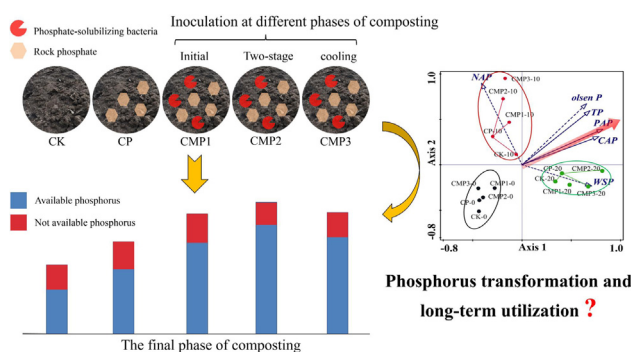 Inoculation at different phases of composting
Phosphate-solubilizing bacteria
Rock phosphate
Initial
Two-stage
cooling
CK
CP
CMP1
CMP2
CMP3
Available phosphorus
Not available phosphorus
The final phase of composting
1.0
NAP
CMP3-10
CMP2-10
olsen P
CMP1-10
TP
PAP
CP-10
CAP
CK-10
Axis 2
CP-20
CMP2-20
CMP3-0
CMP1-0
CK-20
WSP
CP-0
CMP2-0
CMP1-20
CMP3-20
CK-0
-0.8
-0.8
Axis 1
1.0
Phosphorus transformation and
long-term utilization ?